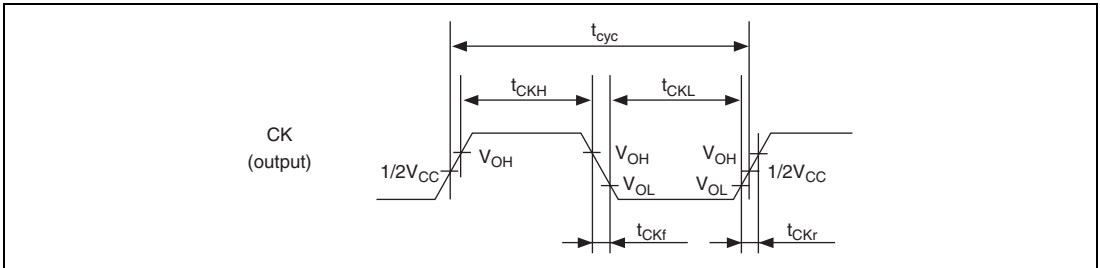 tcyc
tCKH
tCKL
CK
(output)
1/2VCC
VOH
VOH
VOL
VOH
VOL
1/2VCC
tCKf
tCKr